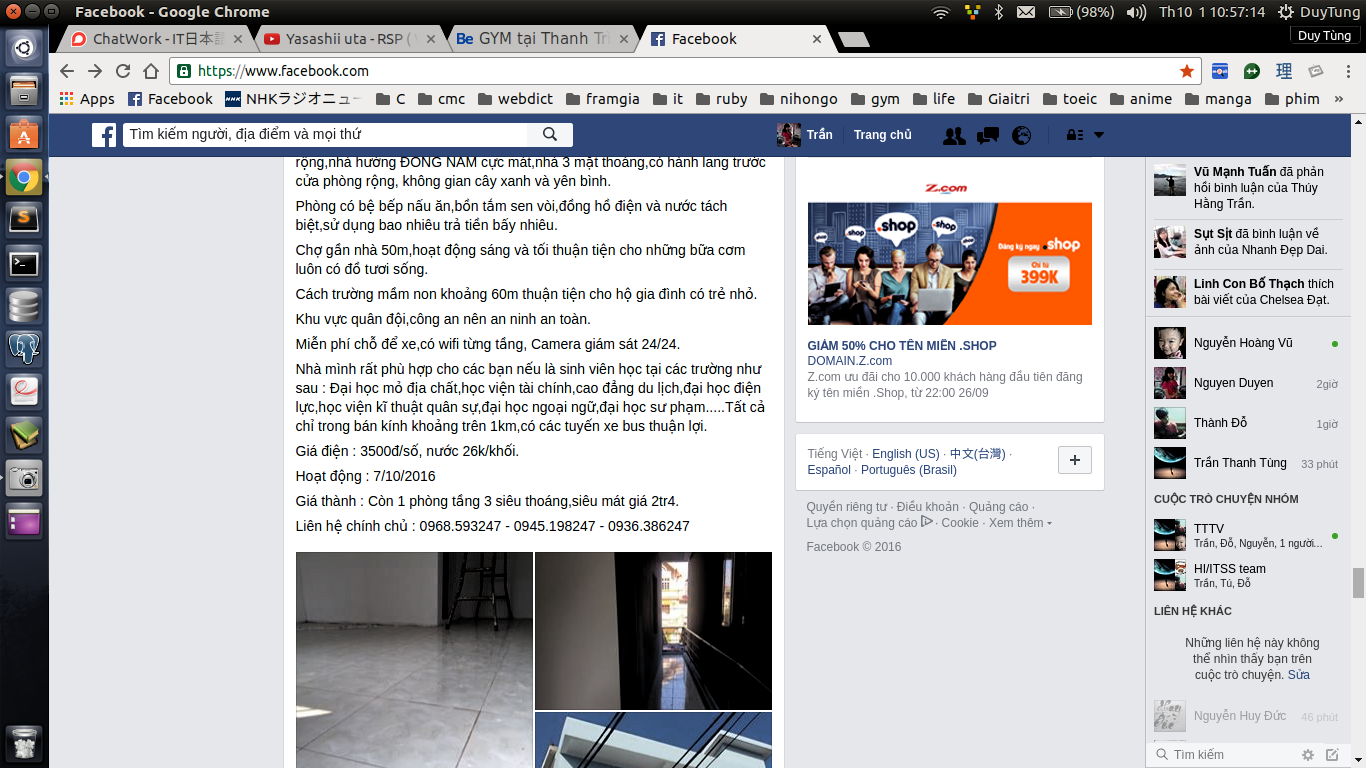 Facebook - Google Chrome
(98%)
Th10 1 10:57:14
DuyTung
ChatWork - IT日本語
Yasashii uta - RSP (
GYM tại Thanh Tr
Facebook
Duy Tùng
https://www.facebook.com
Apps
Facebook
NHKラジオニュー
C
cmc
webdict
framgia
it
ruby
nihongo
gym
life
Giaitri
toeic
anime
manga
phim
»
Tìm kiếm người, địa điểm và mọi thứ
Trần
Trang chủ
rộng,nhà hướng ĐÔNG NAM cực mát,nhà 3 mặt thoáng,có hành lang trước
cửa phòng rộng, không gian cây xanh và yên bình.
Phòng có bệ bếp nấu ăn,bồn tắm sen vòi,đồng hồ điện và nước tách
biệt,sử dụng bao nhiêu trả tiền bấy nhiêu.
Chợ gần nhà 50m,hoạt động sáng và tối thuận tiện cho những bữa cơm
luôn có đồ tươi sống.
Cách trường mầm non khoảng 60m thuận tiện cho hộ gia đình có trẻ nhỏ.
Khu vực quân đội,công an nên an ninh an toàn.
Miễn phí chỗ để xe,có wifi từng tầng, Camera giám sát 24/24.
Nhà mình rất phù hợp cho các bạn nếu là sinh viên học tại các trường như
sau : Đại học mỏ địa chất,học viện tài chính,cao đẳng du lịch,đại học điện
lực,học viện kĩ thuật quân sự,đại học ngoại ngữ,đại học sư phạm.....Tất cả
chỉ trong bán kính khoảng trên 1km,có các tuyến xe bus thuận lợi.
Giá điện : 3500đ/số, nước 26k/khối.
Hoạt động : 7/10/2016
Giá thành : Còn 1 phòng tầng 3 siêu thoáng,siêu mát giá 2tr4.
Liên hệ chính chủ : 0968.593247 - 0945.198247 - 0936.386247
Z.com
.shop
.shop
.shop
.shop
.shop
Đăng ký ngay .shop
Chỉ từ
399K
GIẢM 50% CHO TÊN MIỀN .SHOP
DOMAIN.Z.com
Z.com ưu đãi cho 10.000 khách hàng đầu tiên đăng
ký tên miền .Shop, từ 22:00 26/09
Tiếng Việt · English (US) · 中文(台灣) ·
Español · Português (Brasil)
Quyền riêng tư · Điều khoản · Quảng cáo ·
Lựa chọn quảng cáo · Cookie · Xem thêm
Facebook © 2016
Vũ Mạnh Tuấn đã phản
hồi bình luận của Thúy
Hàng Trần.
Sụt Sịt đã bình luận về
ảnh của Nhanh Đẹp Dai.
Linh Con Bố Thạch thích
bài viết của Chelsea Đạt.
Nguyễn Hoàng Vũ
Nguyen Duyen
2giờ
Thành Đỗ
1giờ
Trần Thanh Tùng
33 phút
CUỘC TRÒ CHUYỆN NHÓM
TTTV
Trần, Đỗ, Nguyễn, 1 người...
HI/ITSS team
Trần, Tú, Đỗ
LIÊN HỆ KHÁC
Những liên hệ này không
thể nhìn thấy bạn trên
cuộc trò chuyện. Sửa
Nguyễn Huy Đức
46 phút
Tìm kiếm